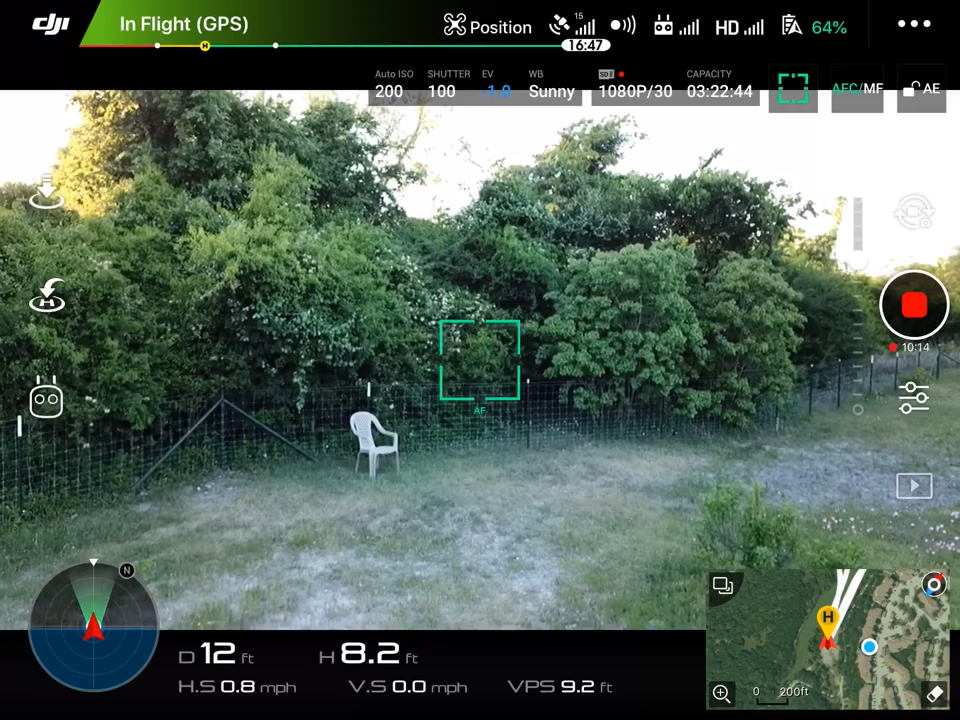 dji In Flight (GPS) Position 15 HD 64%
H 16:47
Auto ISO SHUTTER EV WB SD CAPACITY
200 100 -1.0 Sunny 1080P/30 03:22:44 AFC/MF AE
H
10:14
AF
N
D 12 ft H 8.2 ft
H.S 0.8 mph V.S 0.0 mph VPS 9.2 ft
H
0 200ft